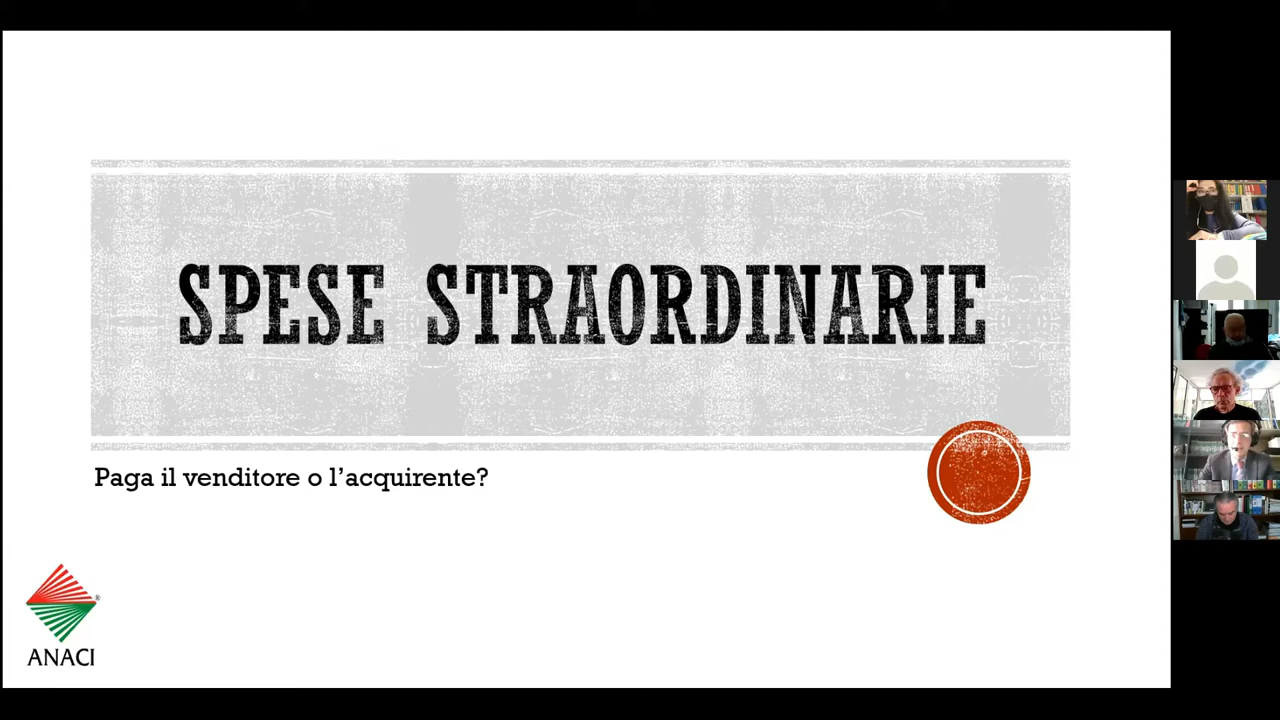 SPESE STRAORDINARIE
Paga il venditore o l’acquirente?
®
ANACI